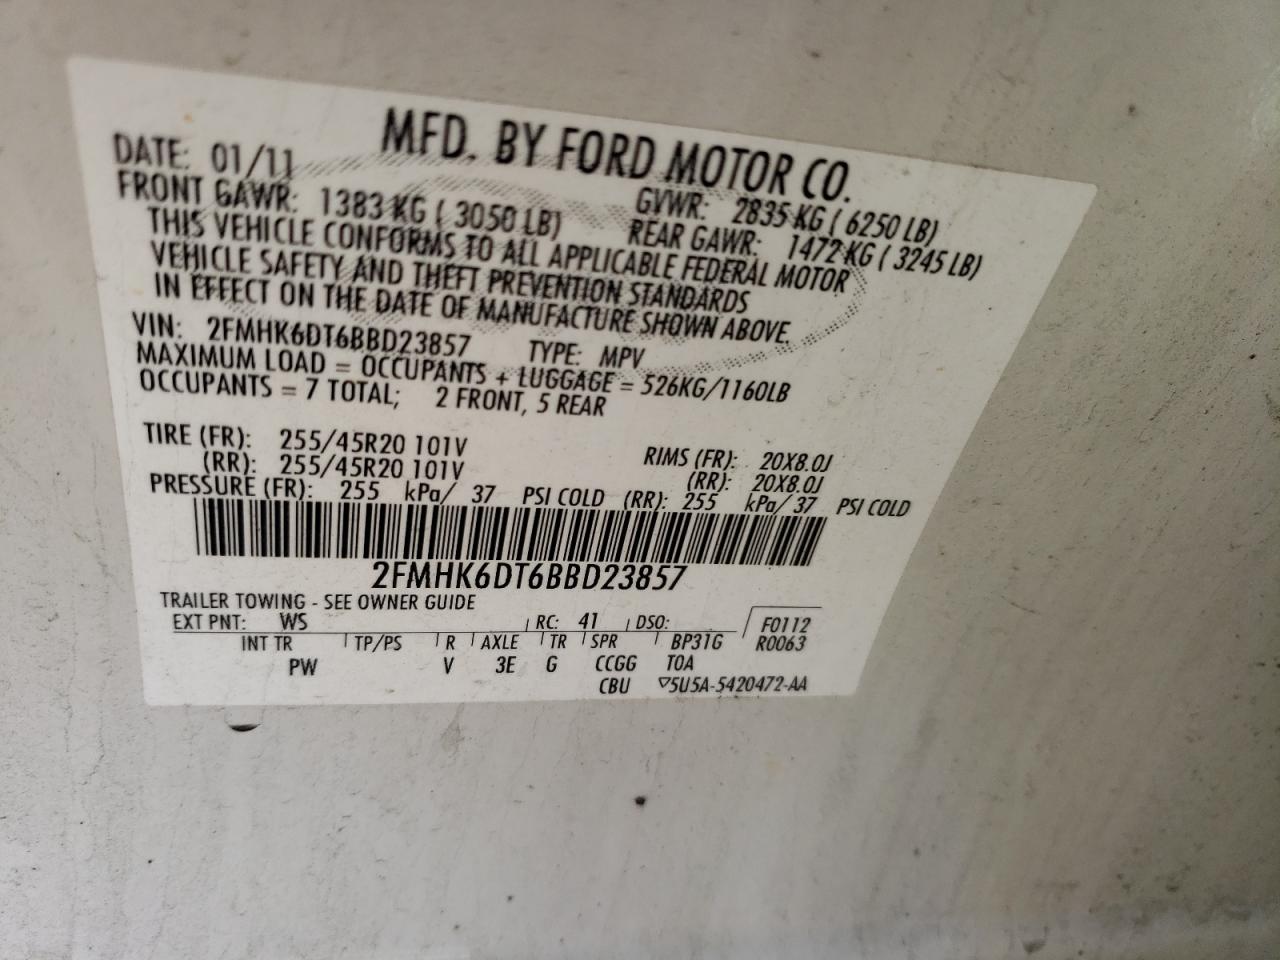 MFD. BY FORD MOTOR CO.
DATE: 01/11 GVWR: 2835 KG ( 6250 LB)
FRONT GAWR: 1383 KG ( 3050 LB) REAR GAWR: 1472 KG ( 3245 LB)
THIS VEHICLE CONFORMS TO ALL APPLICABLE FEDERAL MOTOR
VEHICLE SAFETY AND THEFT PREVENTION STANDARDS
IN EFFECT ON THE DATE OF MANUFACTURE SHOWN ABOVE.
VIN: 2FMHK6DT6BBD23857 TYPE: MPV
MAXIMUM LOAD = OCCUPANTS + LUGGAGE = 526KG/1160LB
OCCUPANTS = 7 TOTAL; 2 FRONT, 5 REAR
TIRE (FR): 255/45R20 101V RIMS (FR): 20X8.0J
(RR): 255/45R20 101V (RR): 20X8.0J
PRESSURE (FR): 255 kPa/ 37 PSI COLD (RR): 255 kPa/ 37 PSI COLD
2FMHK6DT6BBD23857
TRAILER TOWING - SEE OWNER GUIDE
EXT PNT: WS RC: 41 DSO: F0112
INT TR TP/PS R AXLE TR SPR BP31G R0063
PW V 3E G CCGG TOA
CBU ▽5U5A-5420472-AA